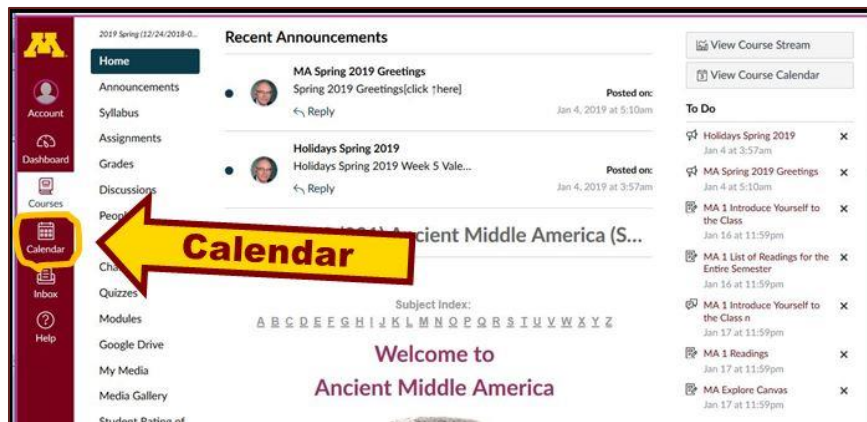 M
Account
Dashboard
Courses
Calendar
Inbox
Help
2019 Spring (12/24/2018-0...
Home
Announcements
Syllabus
Assignments
Grades
Discussions
Peop
Cha
Quizzes
Modules
Google Drive
My Media
Media Gallery
Student Rating of
Calendar
Recent Announcements
MA Spring 2019 Greetings
Spring 2019 Greetings[click ↑here]
Reply
Posted on:
Jan 4, 2019 at 5:10am
Holidays Spring 2019
Holidays Spring 2019 Week 5 Vale...
Reply
Posted on:
Jan 4, 2019 at 3:57am
Ancient Middle America (S...
Subject Index:
A B C D E F G H I J K L M N O P Q R S T U V W X Y Z
Welcome to
Ancient Middle America
View Course Stream
View Course Calendar
To Do
Holidays Spring 2019
Jan 4 at 3:57am
MA Spring 2019 Greetings
Jan 4 at 5:10am
MA 1 Introduce Yourself to
the Class
Jan 16 at 11:59pm
MA 1 List of Readings for the
Entire Semester
Jan 16 at 11:59pm
MA 1 Introduce Yourself to
the Class n
Jan 17 at 11:59pm
MA 1 Readings
Jan 17 at 11:59pm
MA Explore Canvas
Jan 17 at 11:59pm